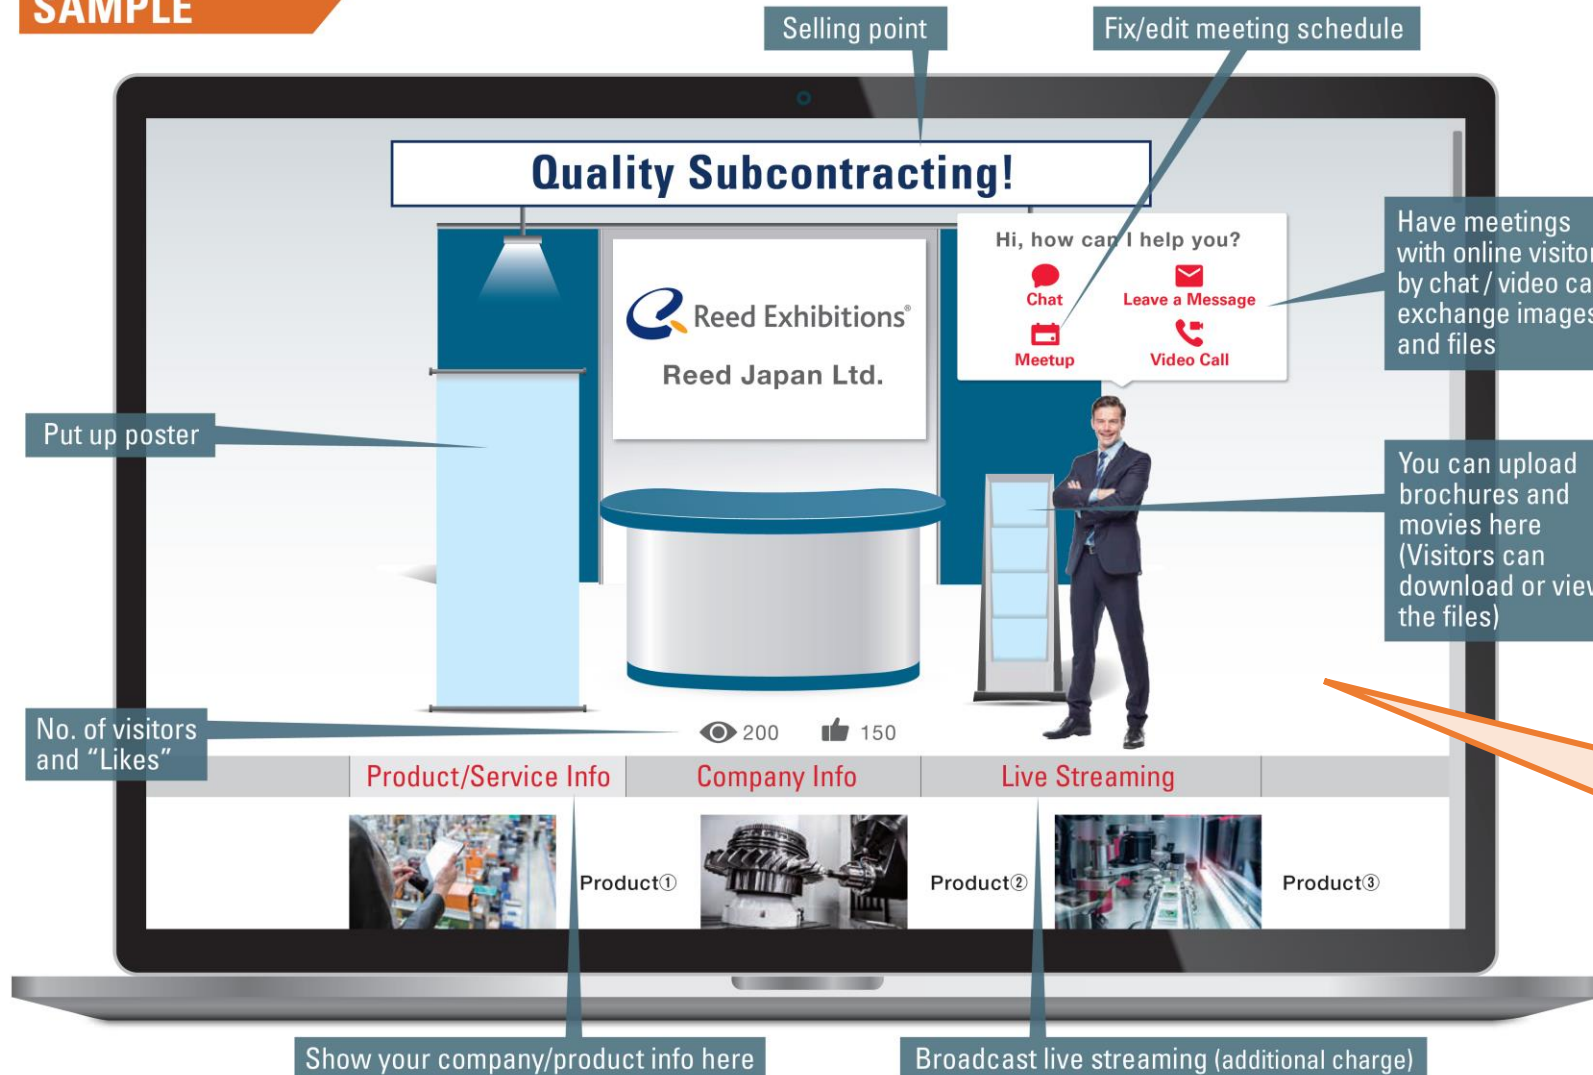 SAMPLE
Selling point
Fix/edit meeting schedule
Quality Subcontracting!
Hi, how can I help you?
Chat
Leave a Message
Meetup
Video Call
Have meetings
with online visitor
by chat / video ca
exchange images
and files
Reed Exhibitions®
Reed Japan Ltd.
Put up poster
You can upload
brochures and
movies here
(Visitors can
download or view
the files)
No. of visitors
and “Likes”
200
150
Product/Service Info
Company Info
Live Streaming
Product①
Product②
Product③
Show your company/product info here
Broadcast live streaming (additional charge)